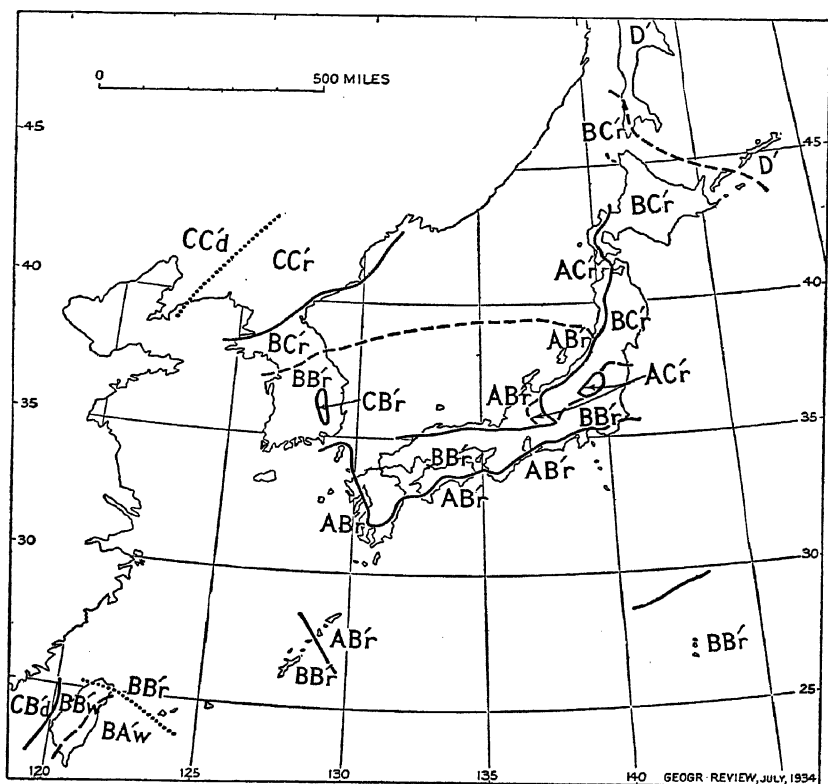 D'
0 500 MILES
45
BC'r
45
D'
BC'r
CC'd
CC'r
40
AC'r
40
BC'r
BC'r
AB'r
BB'r
AC'r
CB'r
AB'r
35
35
BB'r
BB'r
AB'r
AB'r
AB'r
30
30
AB'r
BB'r
BB'r
BB'r
25
CB'd
BB'w
BA'w
120
125
130
135
140
GEOGR. REVIEW, JULY, 1934